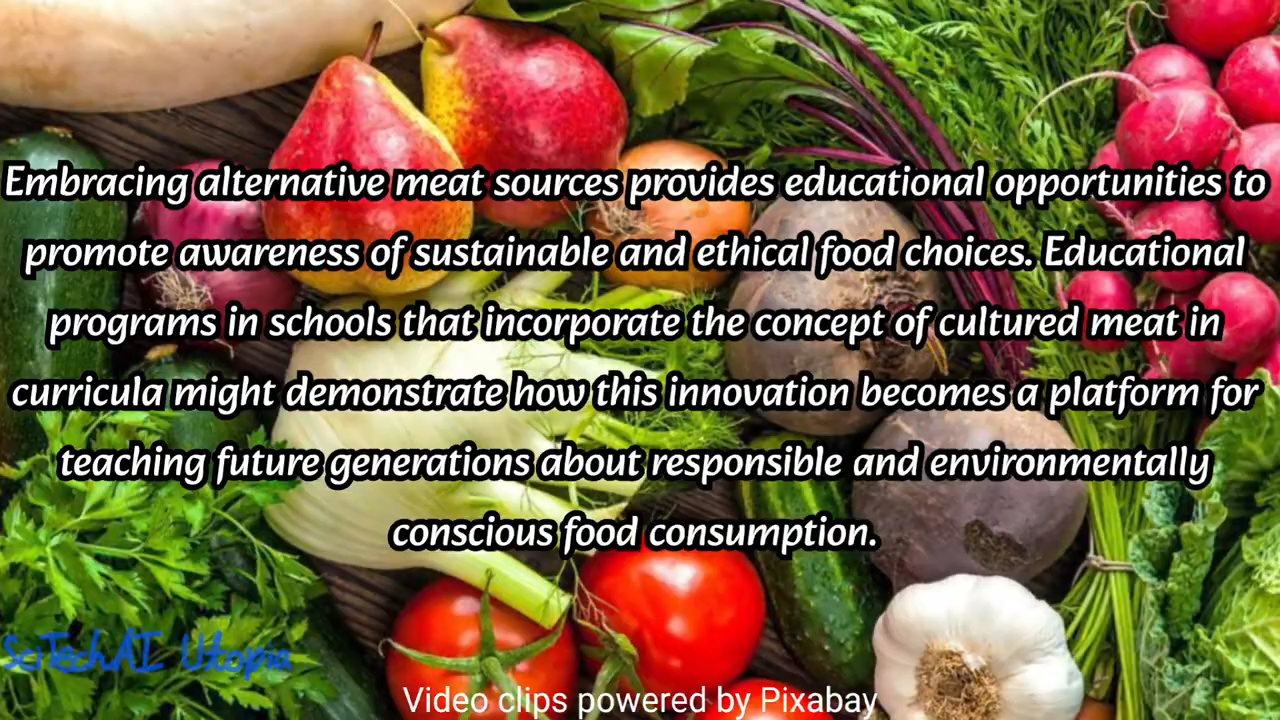 Embracing alternative meat sources provides educational opportunities to
promote awareness of sustainable and ethical food choices. Educational
programs in schools that incorporate the concept of cultured meat in
curricula might demonstrate how this innovation becomes a platform for
teaching future generations about responsible and environmentally
conscious food consumption.
SciTechAI Utopia
Video clips powered by Pixabay